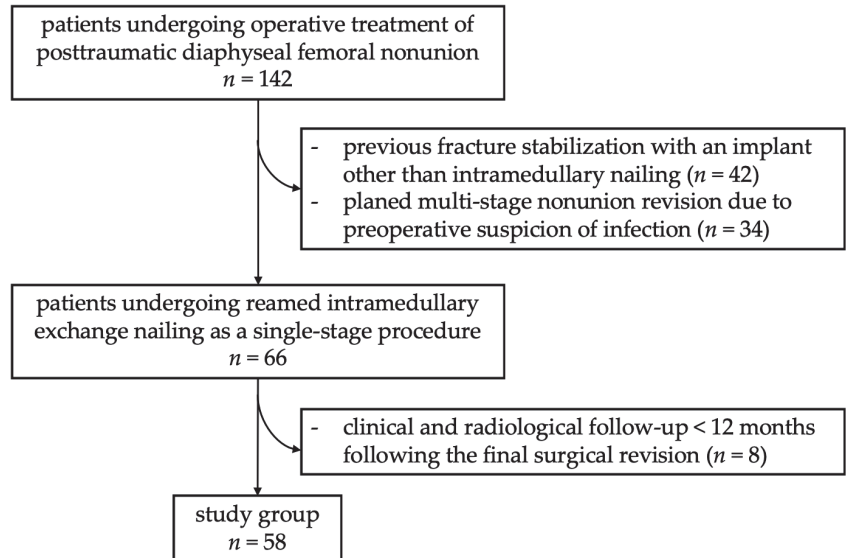 patients undergoing operative treatment of
posttraumatic diaphyseal femoral nonunion
n = 142
- previous fracture stabilization with an implant
other than intramedullary nailing (n = 42)
- planed multi-stage nonunion revision due to
preoperative suspicion of infection (n = 34)
patients undergoing reamed intramedullary
exchange nailing as a single-stage procedure
n = 66
- clinical and radiological follow-up < 12 months
following the final surgical revision (n = 8)
study group
n = 58